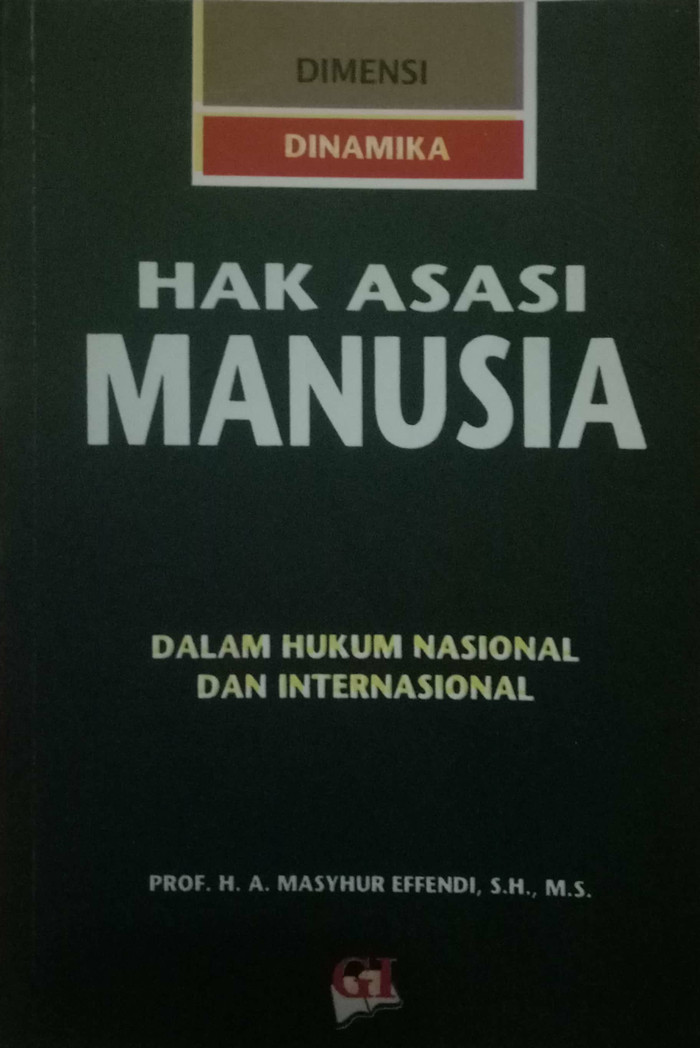 DIMENSI
DINAMIKA
HAK ASASI
MANUSIA
DALAM HUKUM NASIONAL
DAN INTERNASIONAL
PROF. H. A. MASYHUR EFFENDI, S.H., M.S.
GI